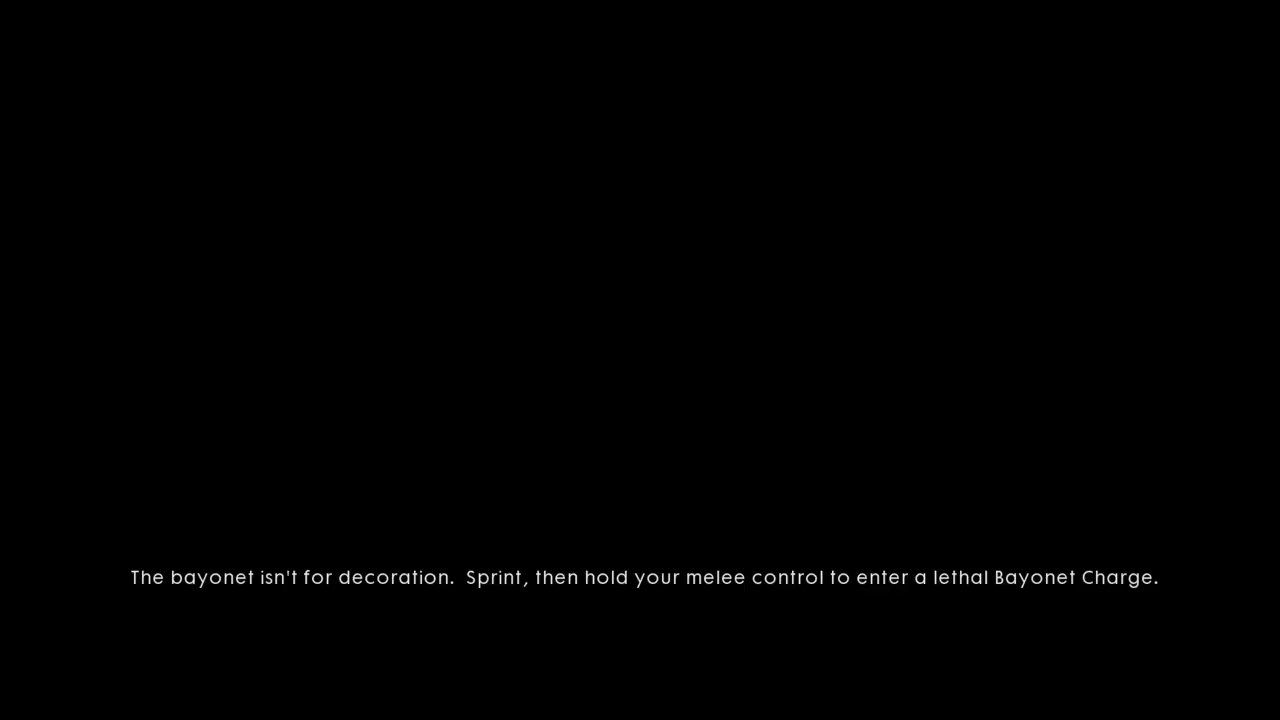 The bayonet isn't for decoration.  Sprint, then hold your melee control to enter a lethal Bayonet Charge.